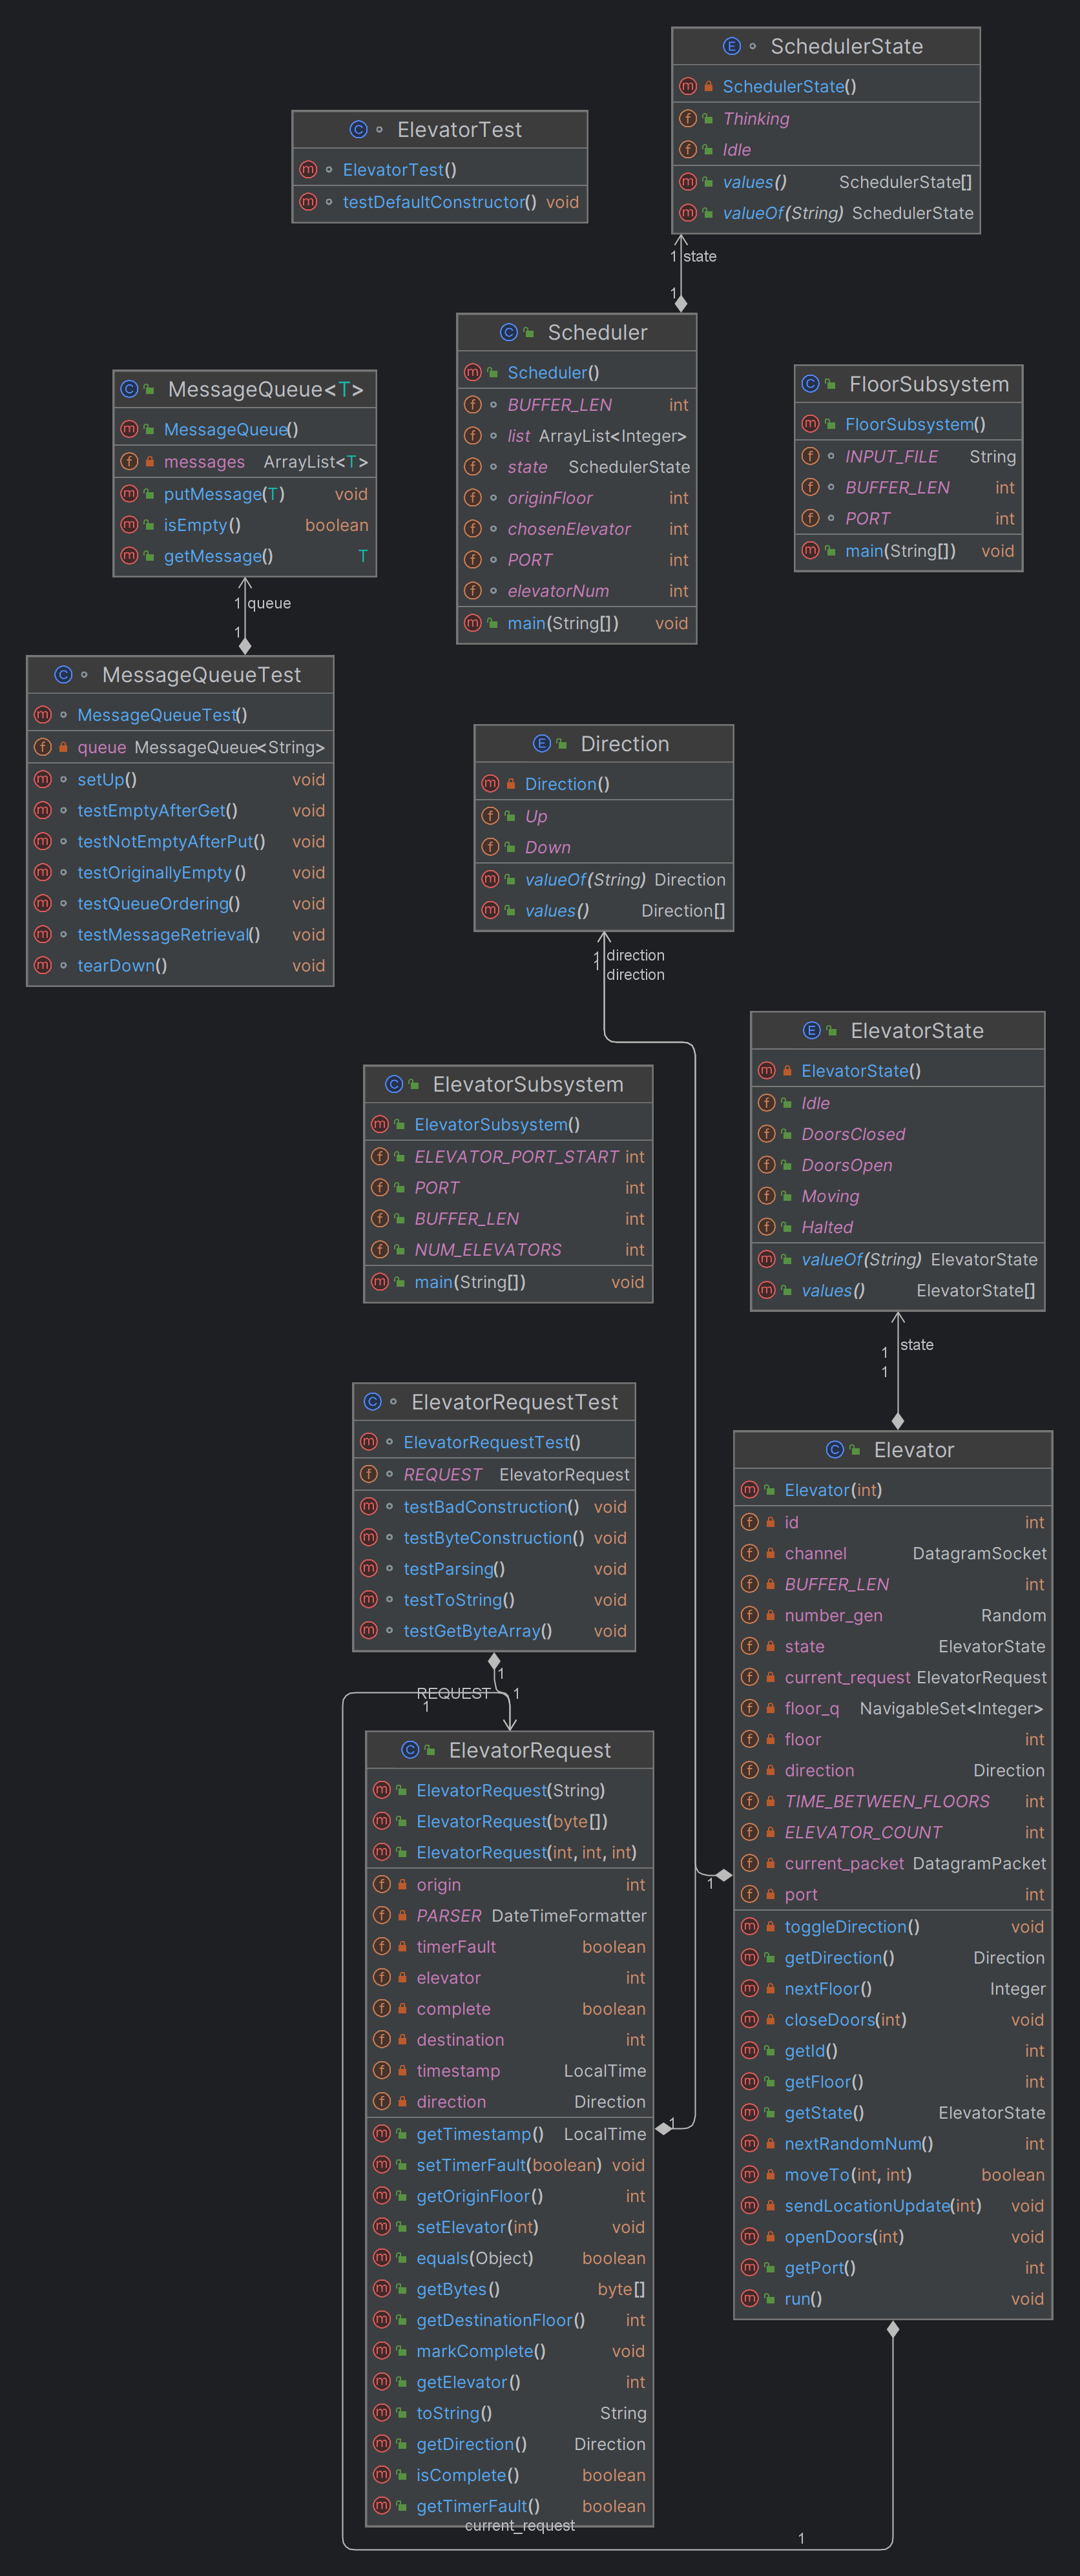 SchedulerState
SchedulerState()
Thinking
Idle
values() SchedulerState[]
valueOf(String) SchedulerState
ElevatorTest
ElevatorTest()
testDefaultConstructor() void
1 state
1
Scheduler
Scheduler()
BUFFER_LEN int
list ArrayList<Integer>
state SchedulerState
originFloor int
chosenElevator int
PORT int
elevatorNum int
main(String[]) void
FloorSubsystem
FloorSubsystem()
INPUT_FILE String
BUFFER_LEN int
PORT int
main(String[]) void
MessageQueue<T>
MessageQueue()
messages ArrayList<T>
putMessage(T) void
isEmpty() boolean
getMessage() T
1 queue
1
MessageQueueTest
MessageQueueTest()
queue MessageQueue<String>
setUp() void
testEmptyAfterGet() void
testNotEmptyAfterPut() void
testOriginallyEmpty() void
testQueueOrdering() void
testMessageRetrieval() void
tearDown() void
Direction
Direction()
Up
Down
valueOf(String) Direction
values() Direction[]
1 direction
1 direction
ElevatorState
ElevatorState()
Idle
DoorsClosed
DoorsOpen
Moving
Halted
valueOf(String) ElevatorState
values() ElevatorState[]
ElevatorSubsystem
ElevatorSubsystem()
ELEVATOR_PORT_START int
PORT int
BUFFER_LEN int
NUM_ELEVATORS int
main(String[]) void
1 state
1
ElevatorRequestTest
ElevatorRequestTest()
REQUEST ElevatorRequest
testBadConstruction() void
testByteConstruction() void
testParsing() void
testToString() void
testGetByteArray() void
1
REQUEST 1
1
Elevator
Elevator(int)
id int
channel DatagramSocket
BUFFER_LEN int
number_gen Random
state ElevatorState
current_request ElevatorRequest
floor_q NavigableSet<Integer>
floor int
direction Direction
TIME_BETWEEN_FLOORS int
ELEVATOR_COUNT int
current_packet DatagramPacket
port int
toggleDirection() void
getDirection() Direction
nextFloor() Integer
closeDoors(int) void
getId() int
getFloor() int
getState() ElevatorState
nextRandomNum() int
moveTo(int, int) boolean
sendLocationUpdate(int) void
openDoors(int) void
getPort() int
run() void
1
ElevatorRequest
ElevatorRequest(String)
ElevatorRequest(byte[])
ElevatorRequest(int, int, int)
origin int
PARSER DateTimeFormatter
timerFault boolean
elevator int
complete boolean
destination int
timestamp LocalTime
direction Direction
getTimestamp() LocalTime
setTimerFault(boolean) void
getOriginFloor() int
setElevator(int) void
equals(Object) boolean
getBytes() byte[]
getDestinationFloor() int
markComplete() void
getElevator() int
toString() String
getDirection() Direction
isComplete() boolean
getTimerFault() boolean
1
current_request
1